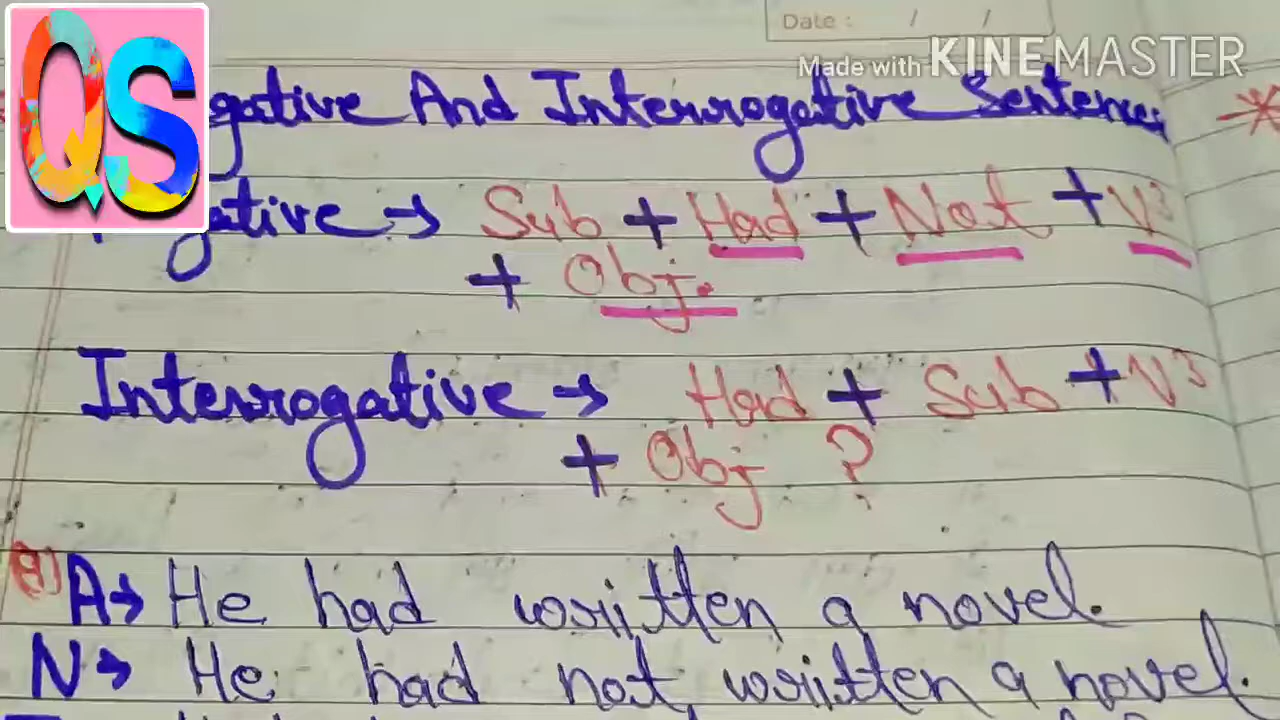 Date : / /
Made with KINEMASTER
QS
gative And Interrogative Sentences
gative → Sub + Had + Not + V³
+ Obj.
Interrogative → Had + Sub + V³
+ Obj ?
A→ He had written a novel.
N→ He had not written a novel.